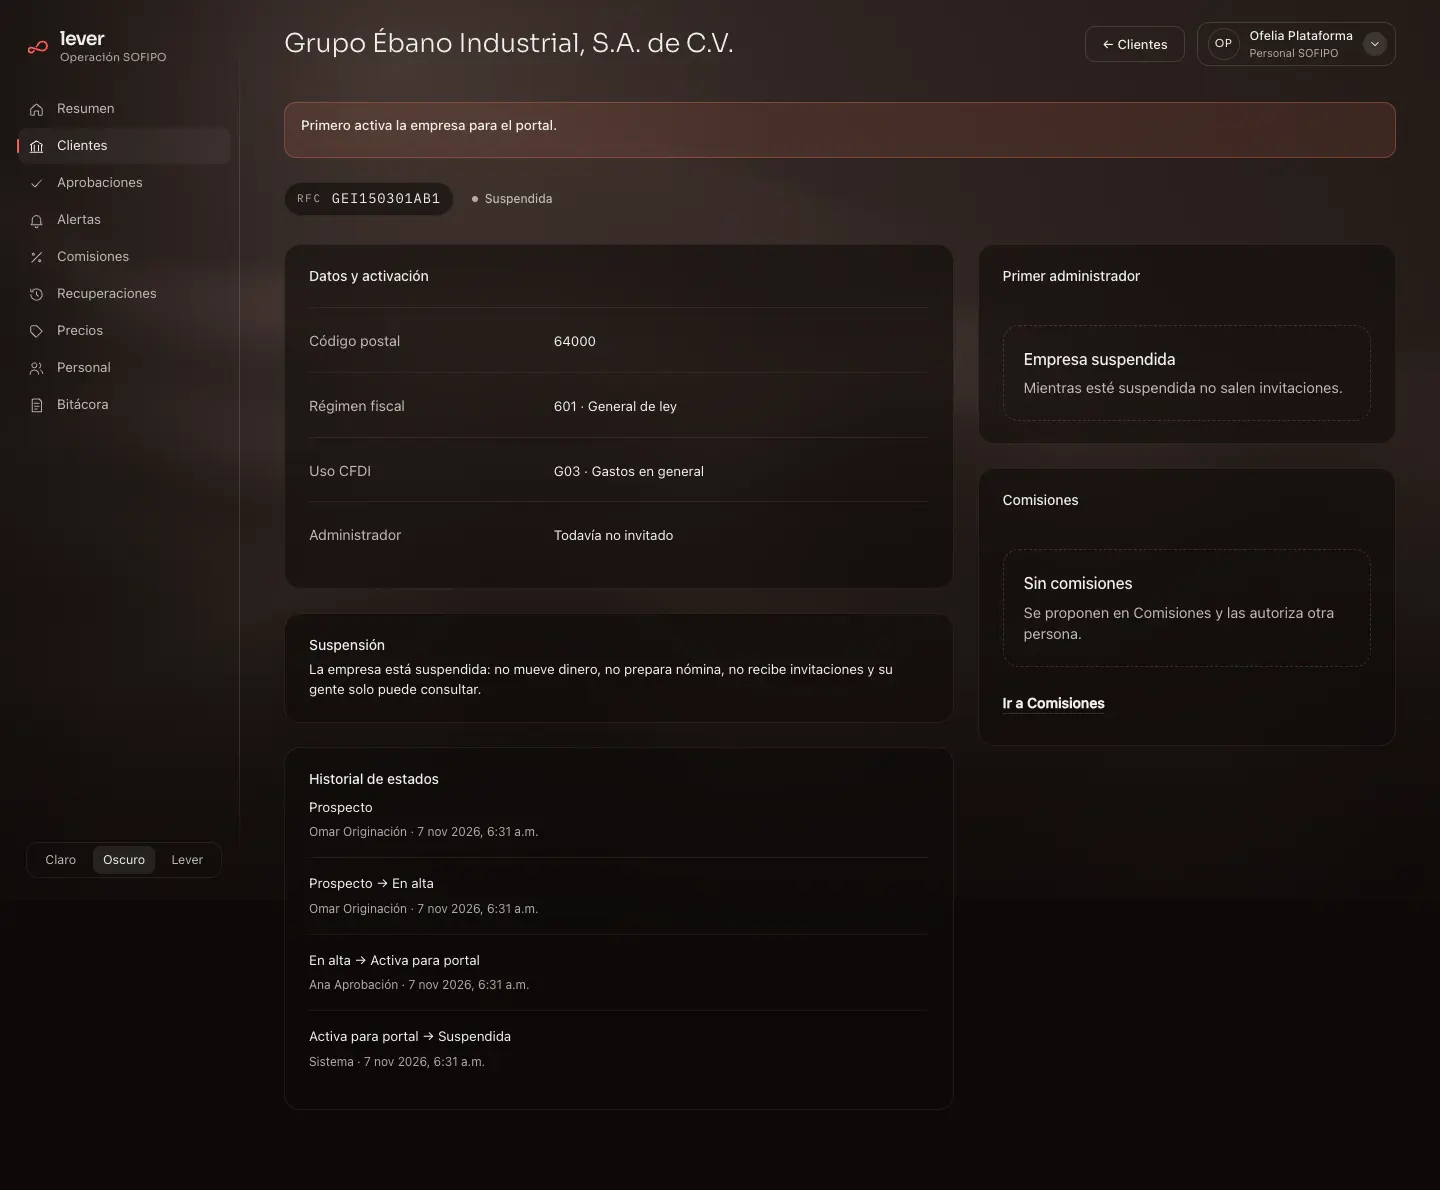 lever
Operación SOFIPO
Resumen
Clientes
Aprobaciones
Alertas
Comisiones
Recuperaciones
Precios
Personal
Bitácora
Claro
Oscuro
Lever
Grupo Ébano Industrial, S.A. de C.V.
← Clientes
OP
Ofelia Plataforma
Personal SOFIPO
Primero activa la empresa para el portal.
RFC GEI150301AB1
Suspendida
Datos y activación
Código postal
64000
Régimen fiscal
601 · General de ley
Uso CFDI
G03 · Gastos en general
Administrador
Todavía no invitado
Suspensión
La empresa está suspendida: no mueve dinero, no prepara nómina, no recibe invitaciones y su
gente solo puede consultar.
Historial de estados
Prospecto
Omar Originación · 7 nov 2026, 6:31 a.m.
Prospecto → En alta
Omar Originación · 7 nov 2026, 6:31 a.m.
En alta → Activa para portal
Ana Aprobación · 7 nov 2026, 6:31 a.m.
Activa para portal → Suspendida
Sistema · 7 nov 2026, 6:31 a.m.
Primer administrador
Empresa suspendida
Mientras esté suspendida no salen invitaciones.
Comisiones
Sin comisiones
Se proponen en Comisiones y las autoriza otra
persona.
Ir a Comisiones